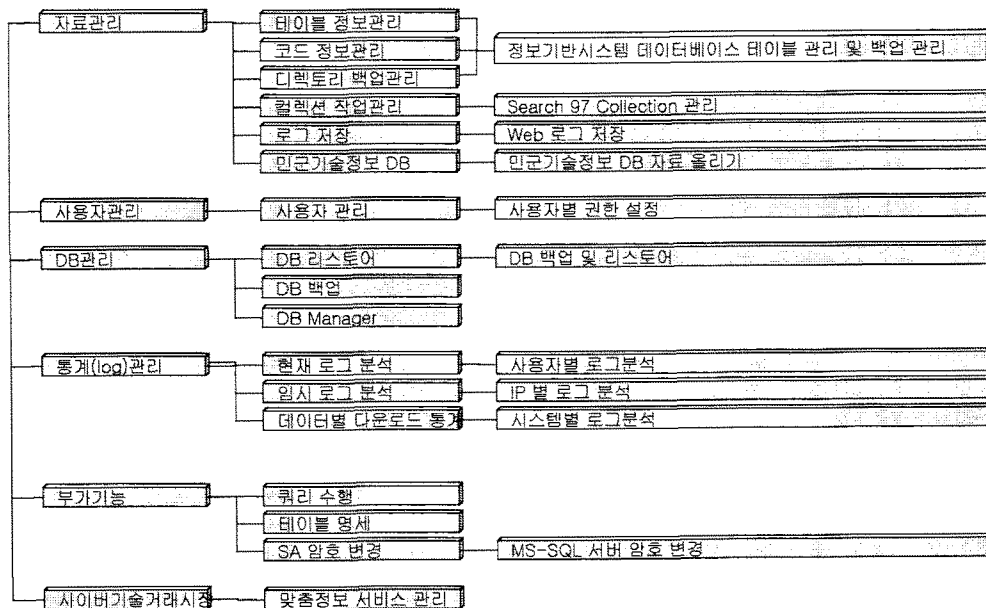 자료관리
테이블 정보관리
코드 정보관리
정보기반시스템 데이터베이스 테이블 관리 및 백업 관리
디렉토리 백업관리
컬렉션 작업관리
Search 97 Collection 관리
로그 저장
Web 로그 저장
민군기술정보 DB
민군기술정보 DB 자료 올리기
사용자관리
사용자 관리
사용자별 권한 설정
DB관리
DB 리스토어
DB 백업 및 리스토어
DB 백업
DB Manager
통계(log)관리
현재 로그 분석
사용자별 로그분석
임시 로그 분석
IP 별 로그 분석
데이터별 다운로드 통계
시스템별 로그분석
부가기능
쿼리 수행
테이블 명세
SA 암호 변경
MS-SQL 서버 암호 변경
사이버기술거래시장
맞춤정보 서비스 관리